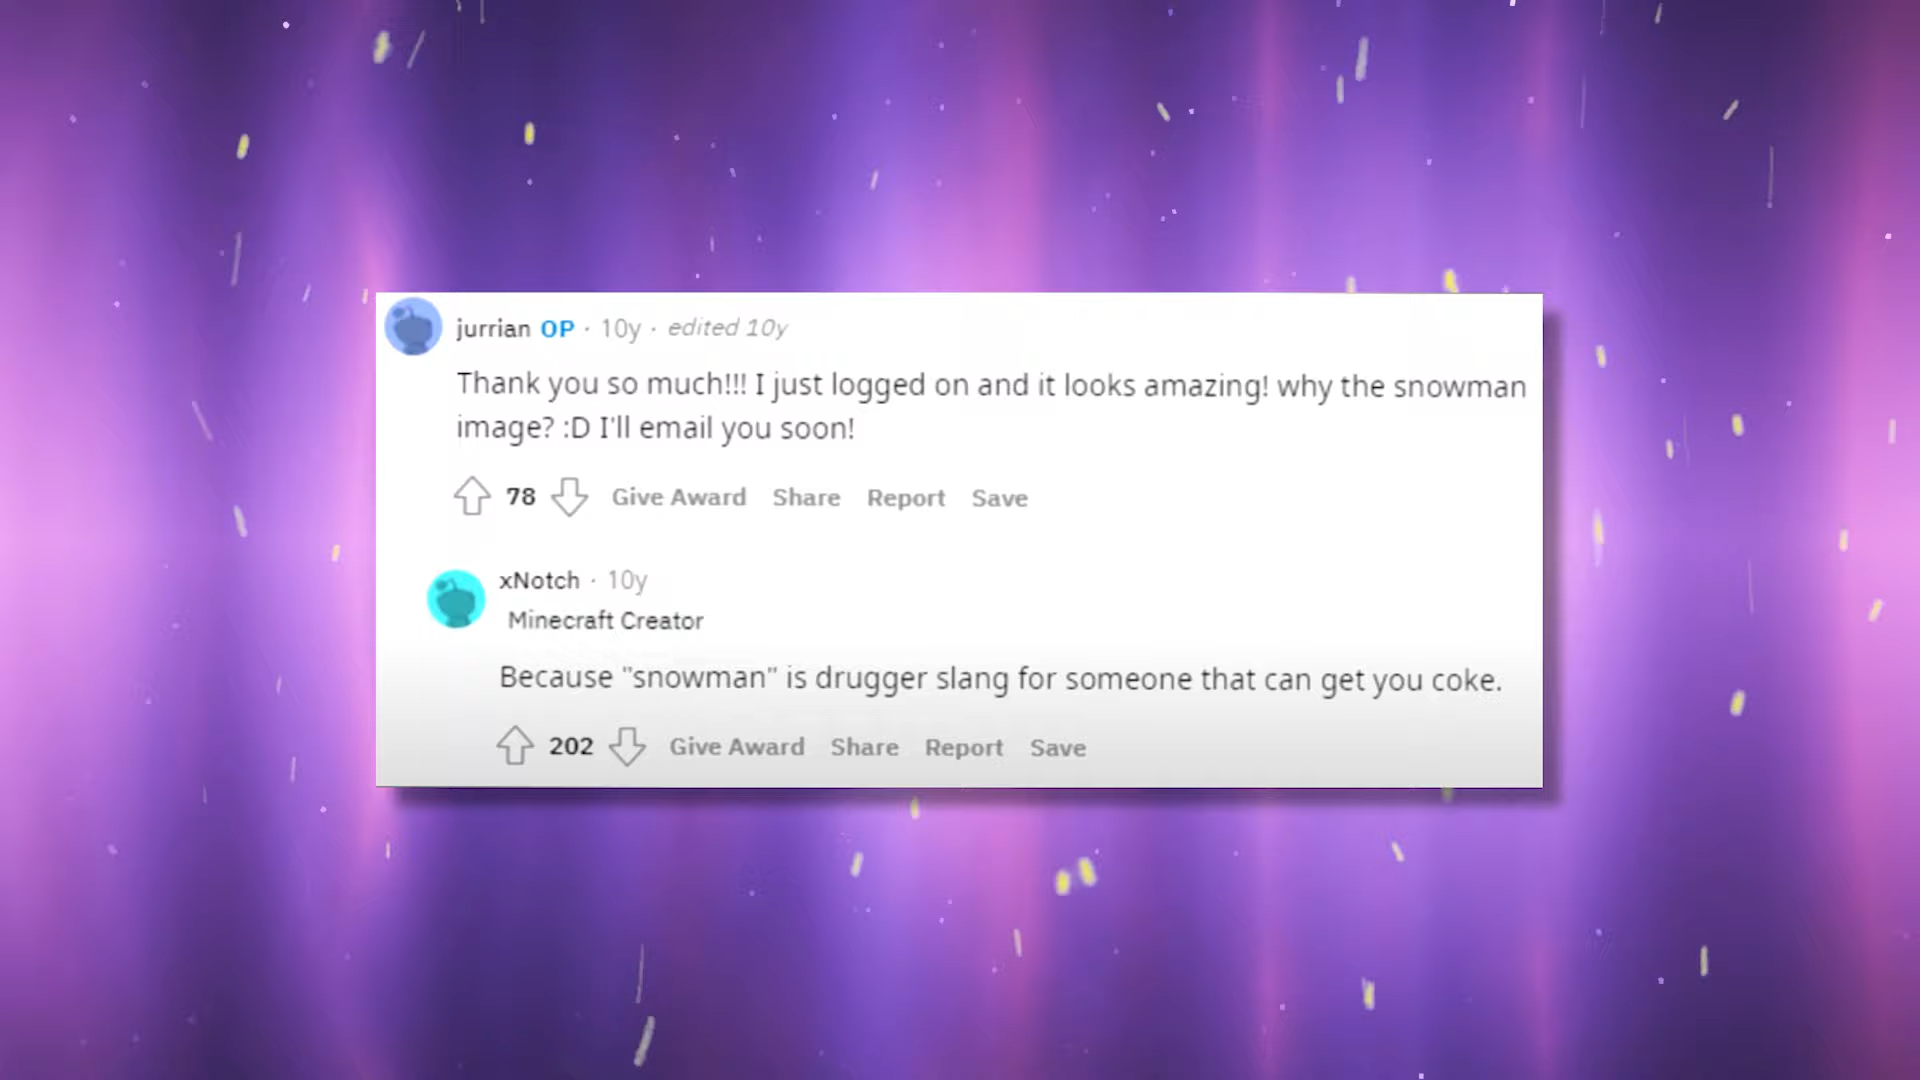 jurrian OP · 10y · edited 10y
Thank you so much!!! I just logged on and it looks amazing! why the snowman
image? :D I'll email you soon!
78 Give Award Share Report Save
xNotch · 10y
Minecraft Creator
Because "snowman" is drugger slang for someone that can get you coke.
202 Give Award Share Report Save